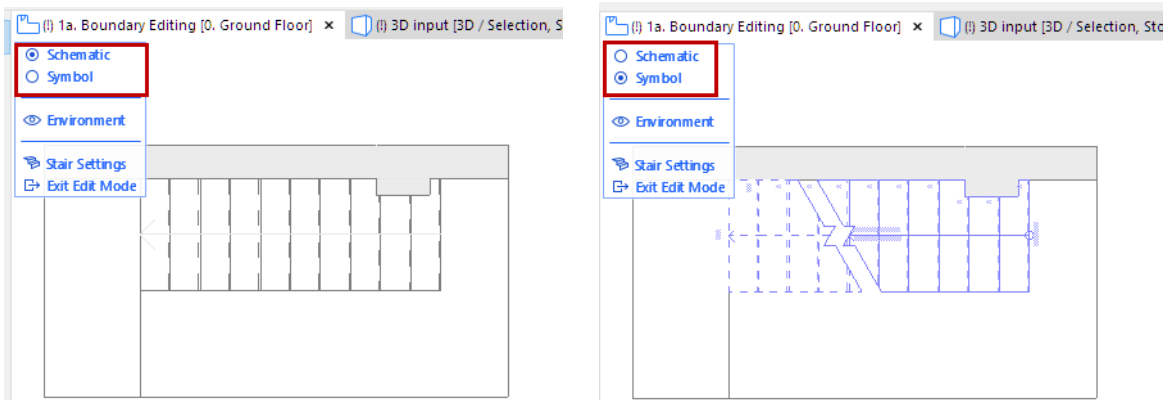 (!) 1a. Boundary Editing [0. Ground Floor] × (!) 3D input [3D / Selection, S
Schematic
Symbol
Environment
Stair Settings
Exit Edit Mode
(!) 1a. Boundary Editing [0. Ground Floor] × (!) 3D input [3D / Selection, Sto
Schematic
Symbol
Environment
Stair Settings
Exit Edit Mode